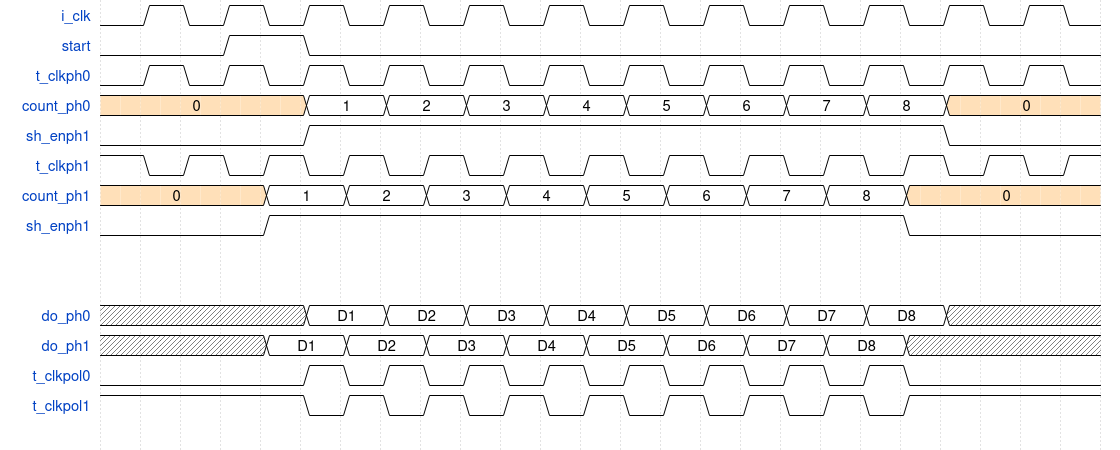 i_clk
start
t_clkph0
count_ph0 0 1 2 3 4 5 6 7 8 0
sh_enph1
t_clkph1
count_ph1 0 1 2 3 4 5 6 7 8 0
sh_enph1
do_ph0 D1 D2 D3 D4 D5 D6 D7 D8
do_ph1 D1 D2 D3 D4 D5 D6 D7 D8
t_clkpol0
t_clkpol1